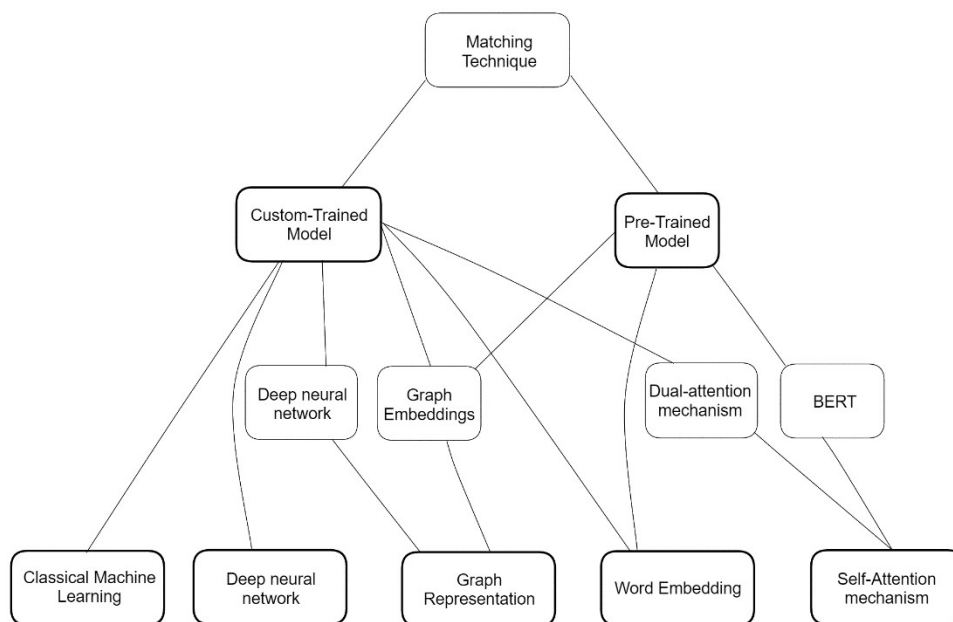 Matching
Technique
Custom-Trained
Model
Pre-Trained
Model
Deep neural
network
Graph
Embeddings
Dual-attention
mechanism
BERT
Classical Machine
Learning
Deep neural
network
Graph
Representation
Word Embedding
Self-Attention
mechanism